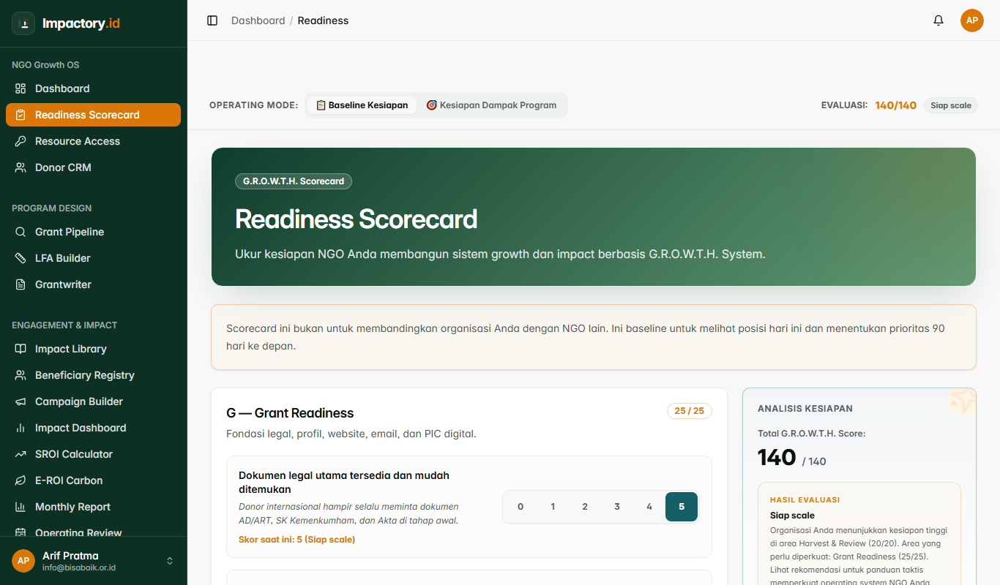 Impactory.id
NGO Growth OS
Dashboard
Readiness Scorecard
Resource Access
Donor CRM
PROGRAM DESIGN
Grant Pipeline
LFA Builder
Grantwriter
ENGAGEMENT & IMPACT
Impact Library
Beneficiary Registry
Campaign Builder
Impact Dashboard
SROI Calculator
E-ROI Carbon
Monthly Report
Operating Review
AP
Arif Pratma
info@bisabaik.or.id
Dashboard / Readiness
AP
OPERATING MODE:
📋 Baseline Kesiapan
🎯 Kesiapan Dampak Program
EVALUASI: 140/140 Siap scale
G.R.O.W.T.H. Scorecard
Readiness Scorecard
Ukur kesiapan NGO Anda membangun sistem growth dan impact berbasis G.R.O.W.T.H. System.
Scorecard ini bukan untuk membandingkan organisasi Anda dengan NGO lain. Ini baseline untuk melihat posisi hari ini dan menentukan prioritas 90
hari ke depan.
G — Grant Readiness
25 / 25
Fondasi legal, profil, website, email, dan PIC digital.
Dokumen legal utama tersedia dan mudah
ditemukan
Donor internasional hampir selalu meminta dokumen
AD/ART, SK Kemenkumham, dan Akta di tahap awal.
Skor saat ini: 5 (Siap scale)
0 1 2 3 4 5
ANALISIS KESIAPAN
Total G.R.O.W.T.H. Score:
140 / 140
HASIL EVALUASI
Siap scale
Organisasi Anda menunjukkan kesiapan tinggi
di area Harvest & Review (20/20). Area yang
perlu diperkuat: Grant Readiness (25/25).
Lihat rekomendasi untuk panduan taktis
memperkuat operating system NGO Anda.